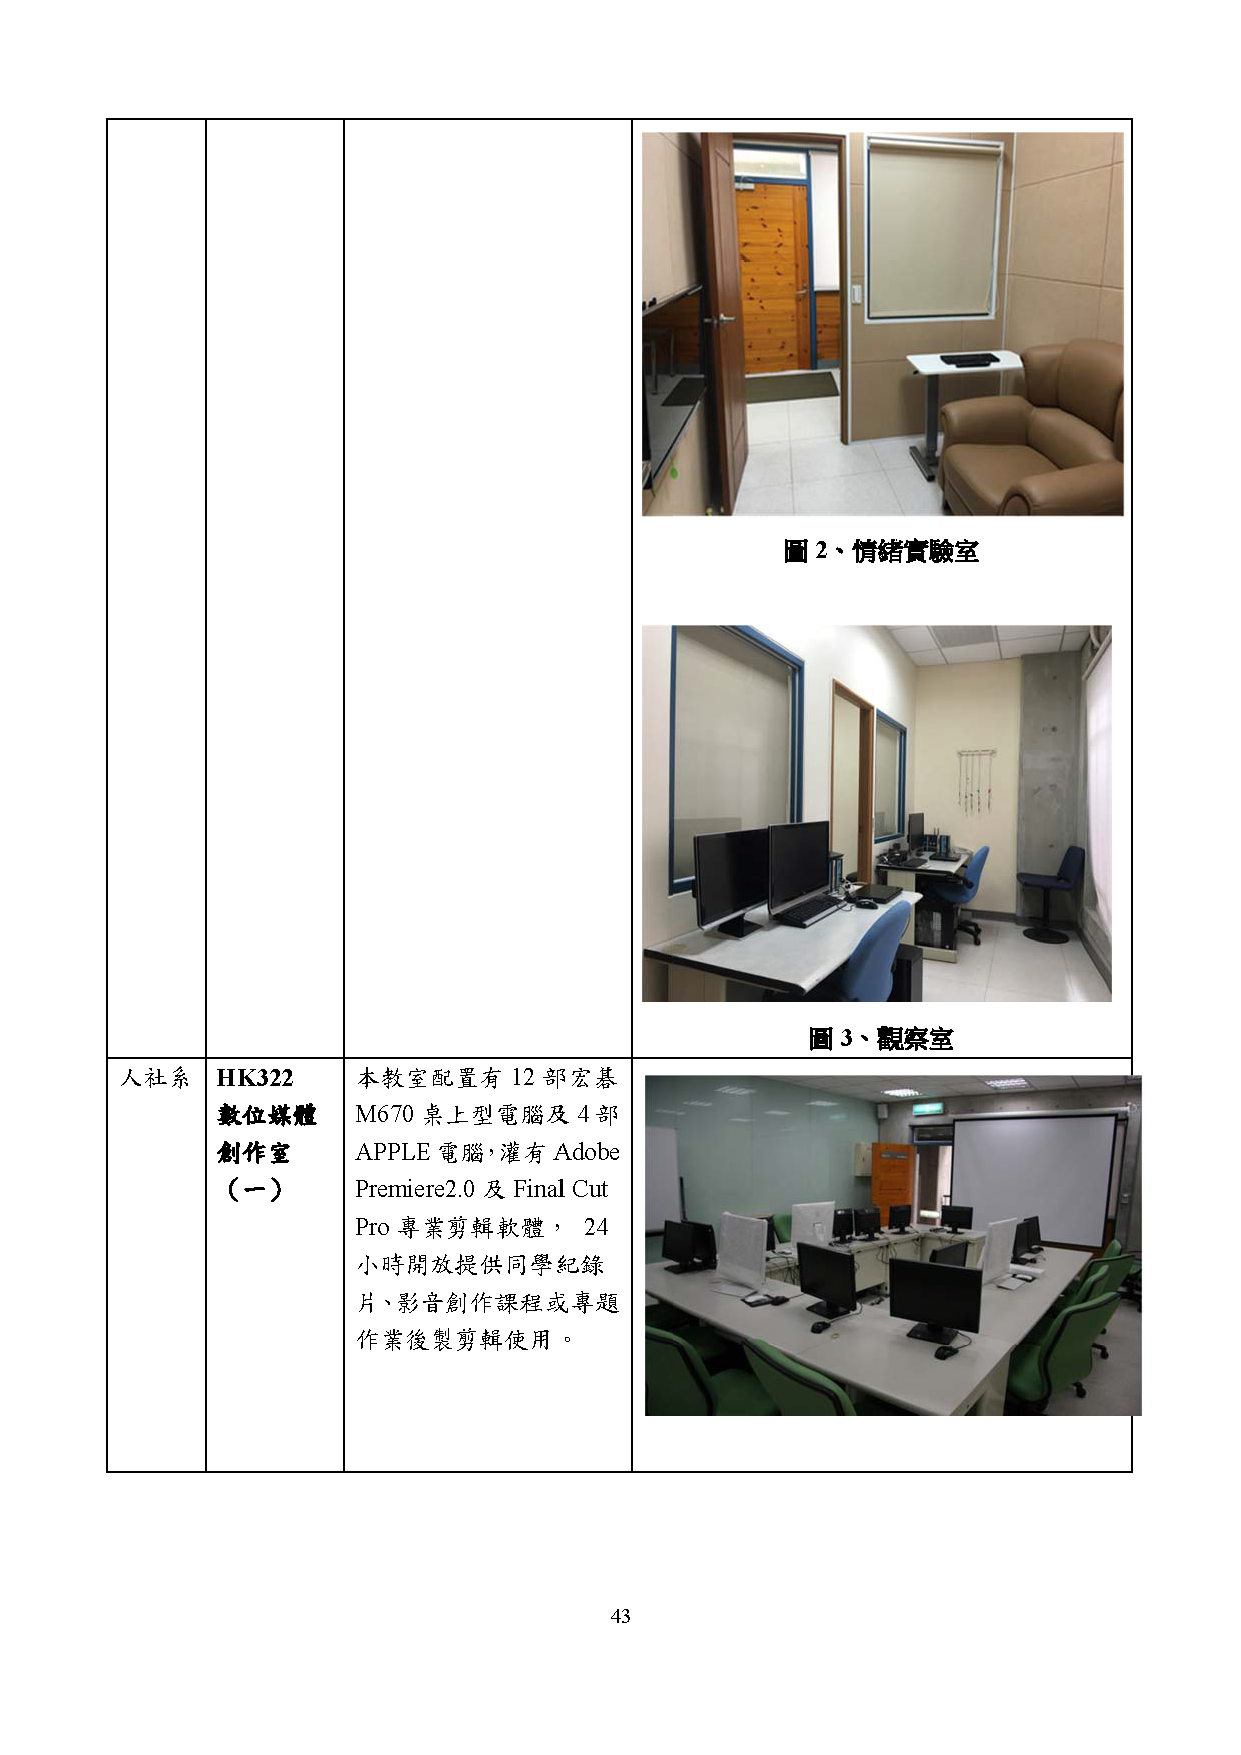 圖 2、情緒實驗室
圖 3、觀察室
人社系
HK322
數位媒體
創作室
（一）
本教室配置有 12 部宏碁
M670 桌上型電腦及 4 部
APPLE 電腦，灌有 Adobe
Premiere2.0 及 Final Cut
Pro 專業剪輯軟體， 24
小時開放提供同學紀錄
片、影音創作課程或專題
作業後製剪輯使用。
43